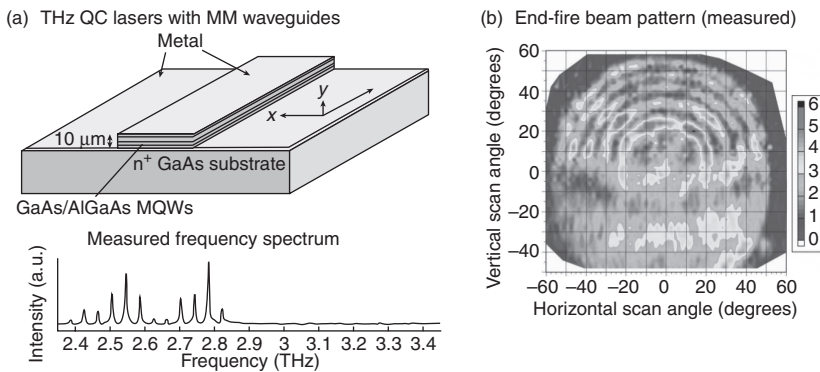 (a) THz QC lasers with MM waveguides
Metal
y
x
10 μm
n⁺ GaAs substrate
GaAs/AlGaAs MQWs
Measured frequency spectrum
Intensity (a.u.)
2.4 2.5 2.6 2.7 2.8 2.9 3 3.1 3.2 3.3 3.4
Frequency (THz)
(b) End-fire beam pattern (measured)
Vertical scan angle (degrees)
60
40
20
0
−20
−40
−60 −40 −20 0 20 40 60
Horizontal scan angle (degrees)
6
5
4
3
2
1
0